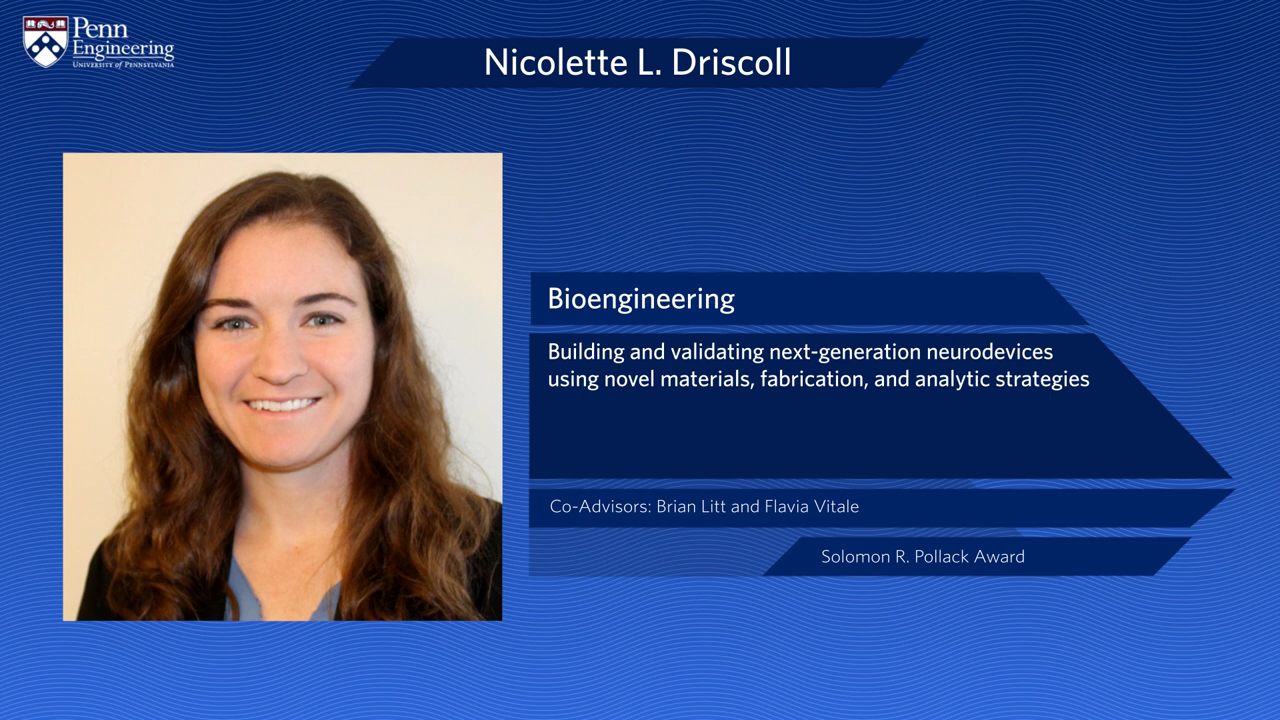 Penn
Engineering
UNIVERSITY of PENNSYLVANIA
Nicolette L. Driscoll
Bioengineering
Building and validating next-generation neurodevices
using novel materials, fabrication, and analytic strategies
Co-Advisors: Brian Litt and Flavia Vitale
Solomon R. Pollack Award